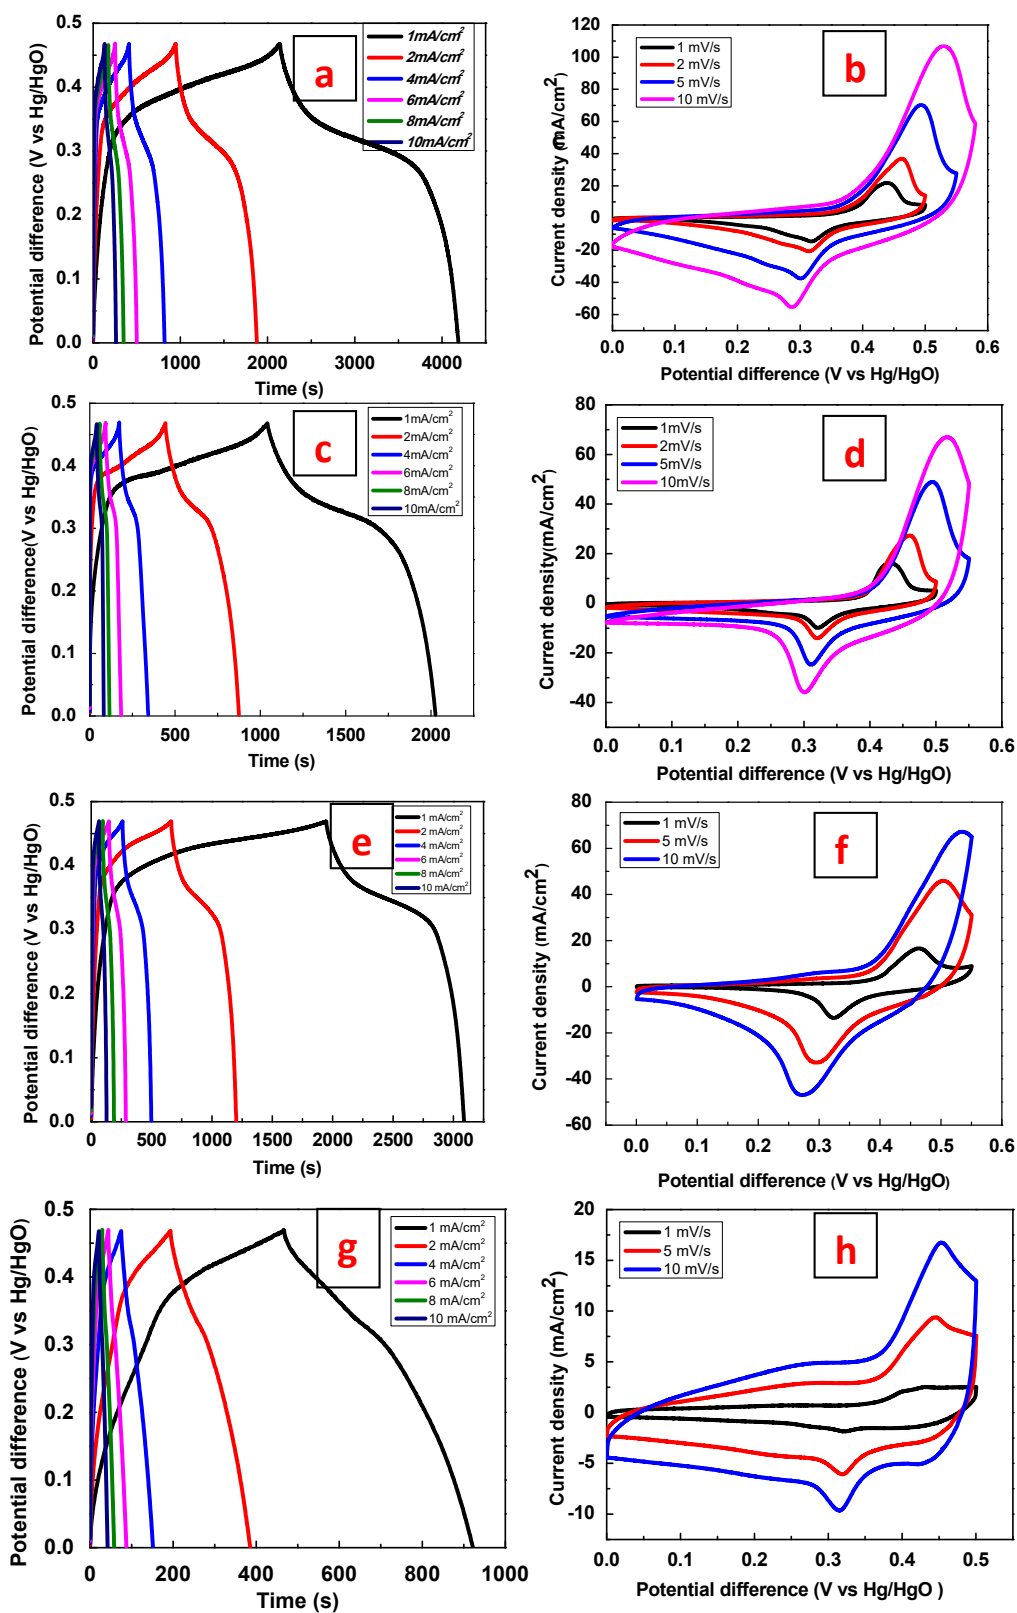 0.5
0.4
0.3
0.2
0.1
0.0
Potential difference (V vs Hg/HgO)
0
1000
2000
3000
4000
Time (s)
a
1mA/cm²
2mA/cm²
4mA/cm²
6mA/cm²
8mA/cm²
10mA/cm²
120
100
80
60
40
20
0
-20
-40
-60
mA/cm²)
Current density
0.0
0.1
0.2
0.3
0.4
0.5
0.6
Potential difference (V vs Hg/HgO)
1 mV/s
2 mV/s
5 mV/s
10 mV/s
b
0.5
0.4
0.3
0.2
0.1
0.0
Potential difference(V vs Hg/HgO)
0
500
1000
1500
2000
Time (s)
c
1mA/cm²
2mA/cm²
4mA/cm²
6mA/cm²
8mA/cm²
10mA/cm²
80
60
40
20
0
-20
-40
Current density(mA/cm²)
0.0
0.1
0.2
0.3
0.4
0.5
0.6
Potential difference (V vs Hg/HgO)
1mV/s
2mV/s
5mV/s
10mV/s
d
0.5
0.4
0.3
0.2
0.1
0.0
Potential difference (V vs Hg/HgO)
0
500
1000
1500
2000
2500
3000
Time (s)
e
1 mA/cm²
2 mA/cm²
4 mA/cm²
6 mA/cm²
8 mA/cm²
10 mA/cm²
80
60
40
20
0
-20
-40
-60
Current density (mA/cm²)
0.0
0.1
0.2
0.3
0.4
0.5
0.6
Potential difference (V vs Hg/HgO)
1 mV/s
5 mV/s
10 mV/s
f
0.5
0.4
0.3
0.2
0.1
0.0
Potential difference (V vs Hg/HgO)
0
200
400
600
800
1000
Time (s)
g
1 mA/cm²
2 mA/cm²
4 mA/cm²
6 mA/cm²
8 mA/cm²
10 mA/cm²
20
15
10
5
0
-5
-10
Current density (mA/cm²)
0.0
0.1
0.2
0.3
0.4
0.5
Potential difference (V vs Hg/HgO )
1 mV/s
5 mV/s
10 mV/s
h